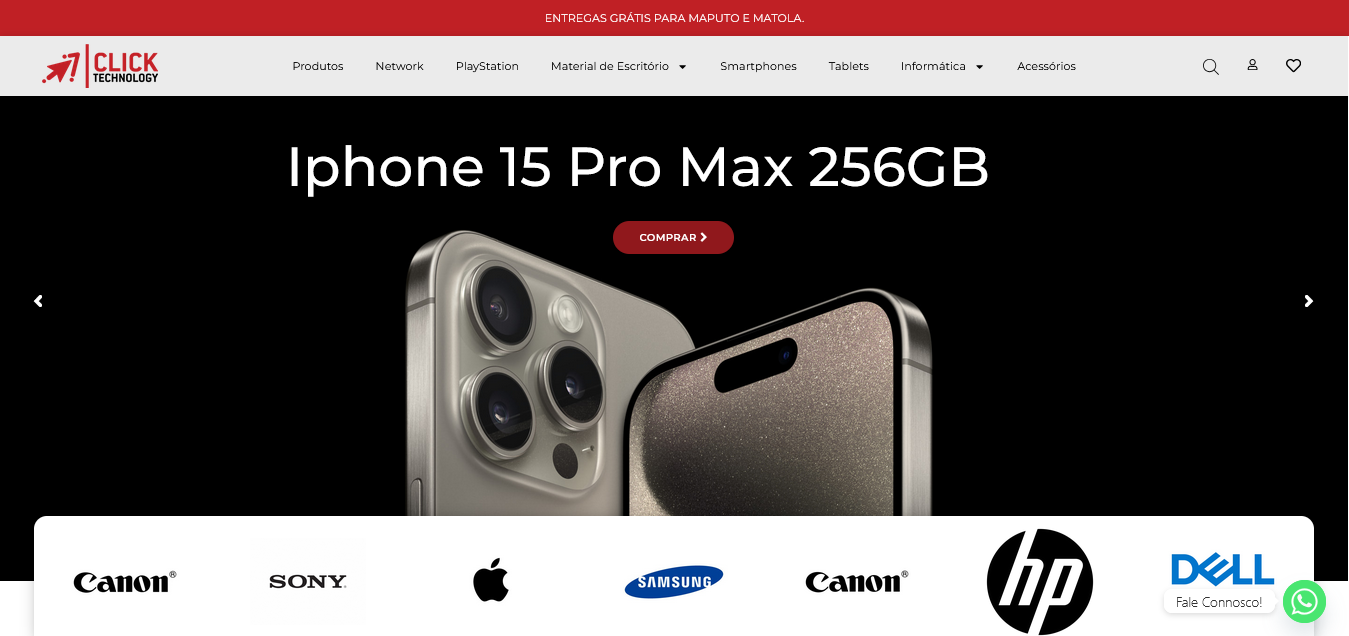 ENTREGAS GRÁTIS PARA MAPUTO E MATOLA.
CLICK
TECHNOLOGY
Produtos Network PlayStation Material de Escritório Smartphones Tablets Informática Acessórios
Iphone 15 Pro Max 256GB
COMPRAR
Canon® SONY SAMSUNG Canon® hp DELL
Fale Connosco!